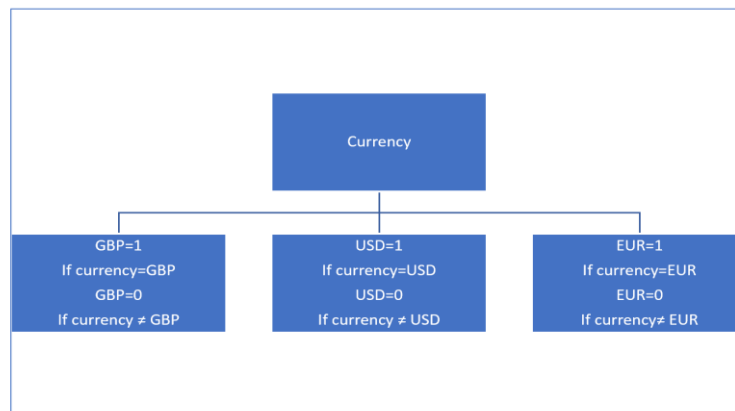 Currency
GBP=1
If currency=GBP
GBP=0
If currency ≠ GBP
USD=1
If currency=USD
USD=0
If currency ≠ USD
EUR=1
If currency=EUR
EUR=0
If currency≠ EUR